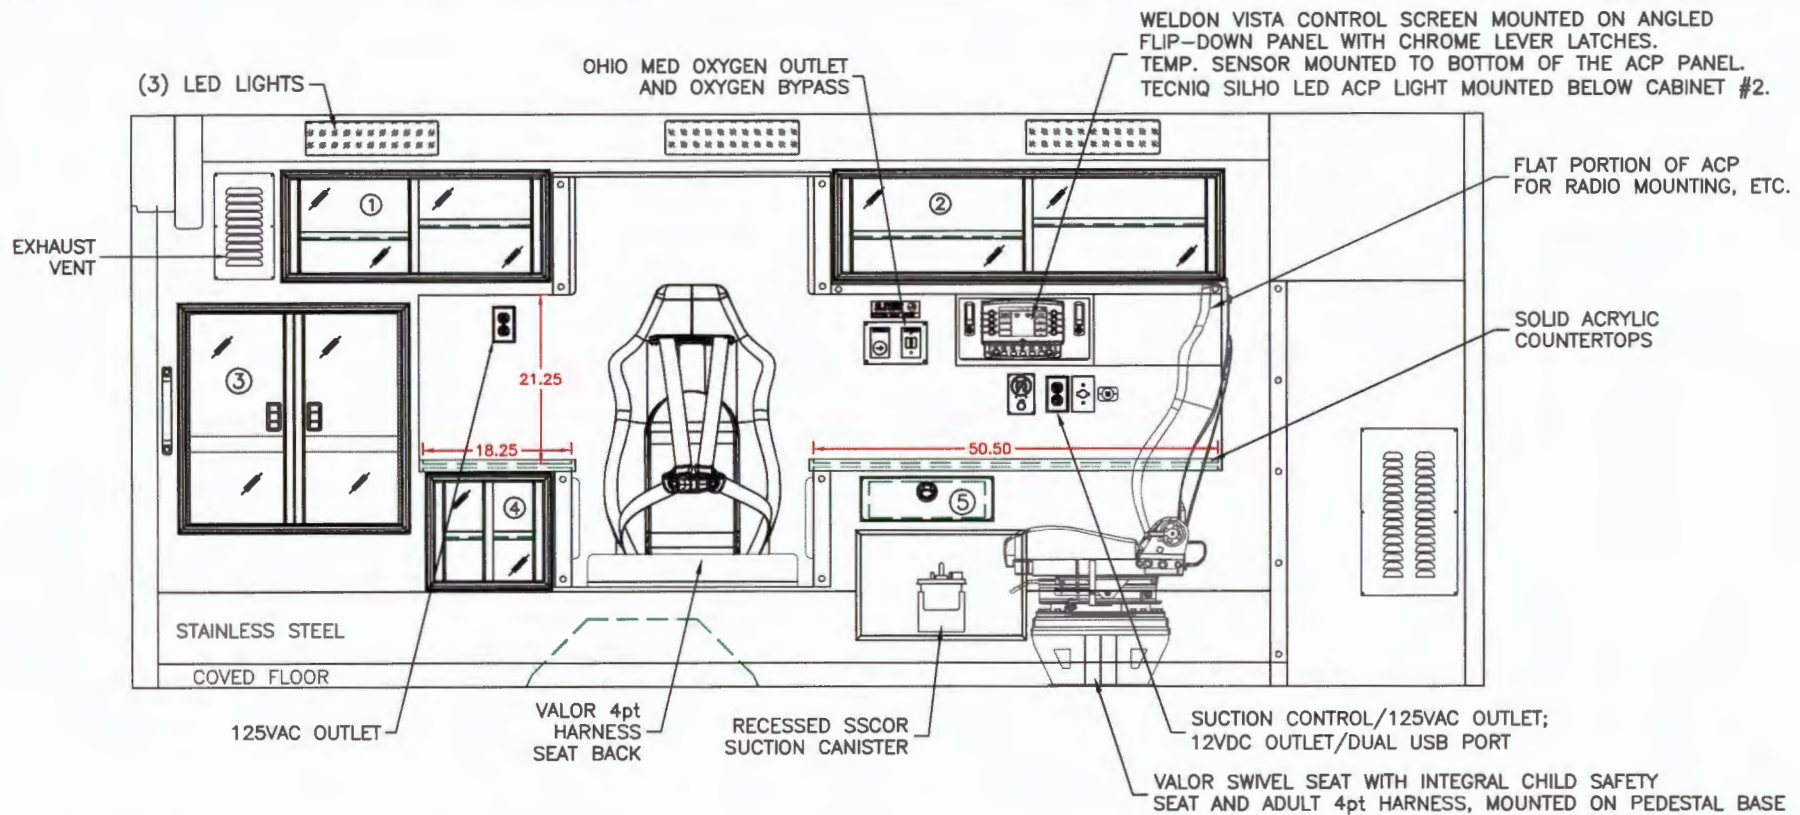 WELDON VISTA CONTROL SCREEN MOUNTED ON ANGLED
FLIP-DOWN PANEL WITH CHROME LEVER LATCHES.
TEMP. SENSOR MOUNTED TO BOTTOM OF THE ACP PANEL.
TECNIQ SILHO LED ACP LIGHT MOUNTED BELOW CABINET #2.
OHIO MED OXYGEN OUTLET
AND OXYGEN BYPASS
(3) LED LIGHTS
FLAT PORTION OF ACP
FOR RADIO MOUNTING, ETC.
1
2
EXHAUST
VENT
SOLID ACRYLIC
COUNTERTOPS
3
21.25
18.25
50.50
4
5
STAINLESS STEEL
COVED FLOOR
125VAC OUTLET
VALOR 4pt
HARNESS
SEAT BACK
RECESSED SSCOR
SUCTION CANISTER
SUCTION CONTROL/125VAC OUTLET;
12VDC OUTLET/DUAL USB PORT
VALOR SWIVEL SEAT WITH INTEGRAL CHILD SAFETY
SEAT AND ADULT 4pt HARNESS, MOUNTED ON PEDESTAL BASE